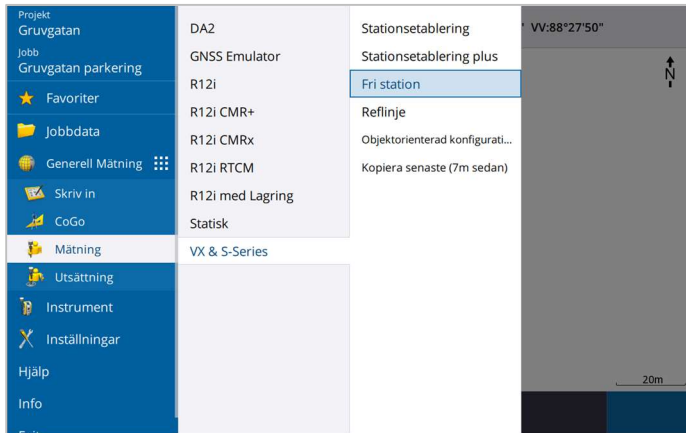 Projekt
Gruvgatan
Jobb
Gruvgatan parkering
Favoriter
Jobbdata
Generell Mätning
Skriv in
CoGo
Mätning
Utsättning
Instrument
Inställningar
Hjälp
Info
DA2
GNSS Emulator
R12i
R12i CMR+
R12i CMRx
R12i RTCM
R12i med Lagring
Statisk
VX & S-Series
Stationsetablering
Stationsetablering plus
Fri station
Reflinje
Objektorienterad konfigurati...
Kopiera senaste (7m sedan)
' VV:88°27'50"
N
20m